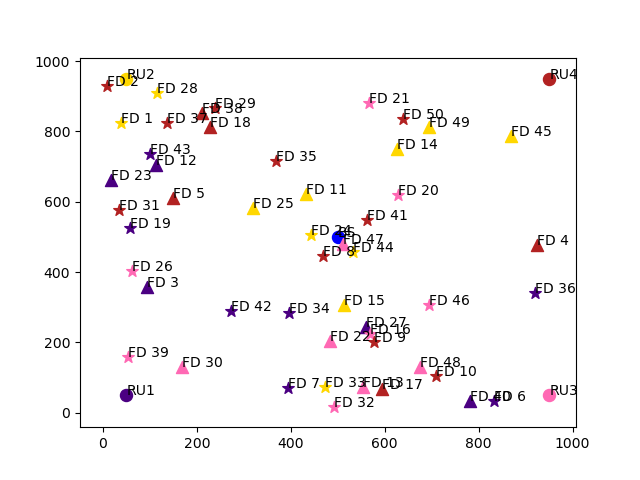 1000
800
600
400
200
0
0
200
400
600
800
1000
RU2
RU4
FD 2
FD 28
FD 21
FD 29
FD 38
FD 1
FD 37
FD 18
FD 50
FD 49
FD 45
FD 14
FD 43
FD 12
FD 35
FD 23
FD 5
FD 11
FD 20
FD 31
FD 25
FD 41
FD 19
FD 24
FD 47
FD 4
FD 8
FD 44
FD 26
FD 3
FD 36
FD 42
FD 34
FD 15
FD 46
FD 27
FD 16
FD 22
FD 9
FD 39
FD 30
FD 48
FD 10
FD 7
FD 33
FD 13
FD 17
RU1
FD 32
FD 40
FD 6
RU3